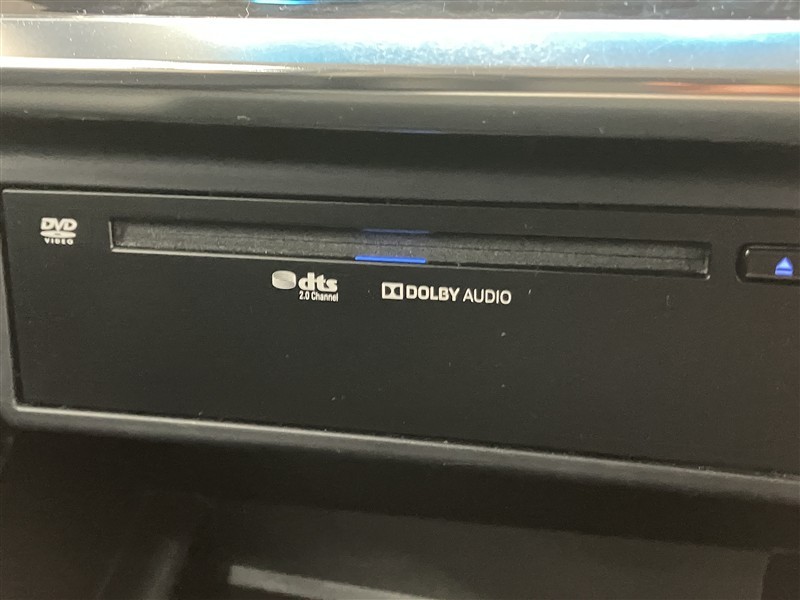 DVD
VIDEO
dts
2.0 Channel
DOLBY AUDIO